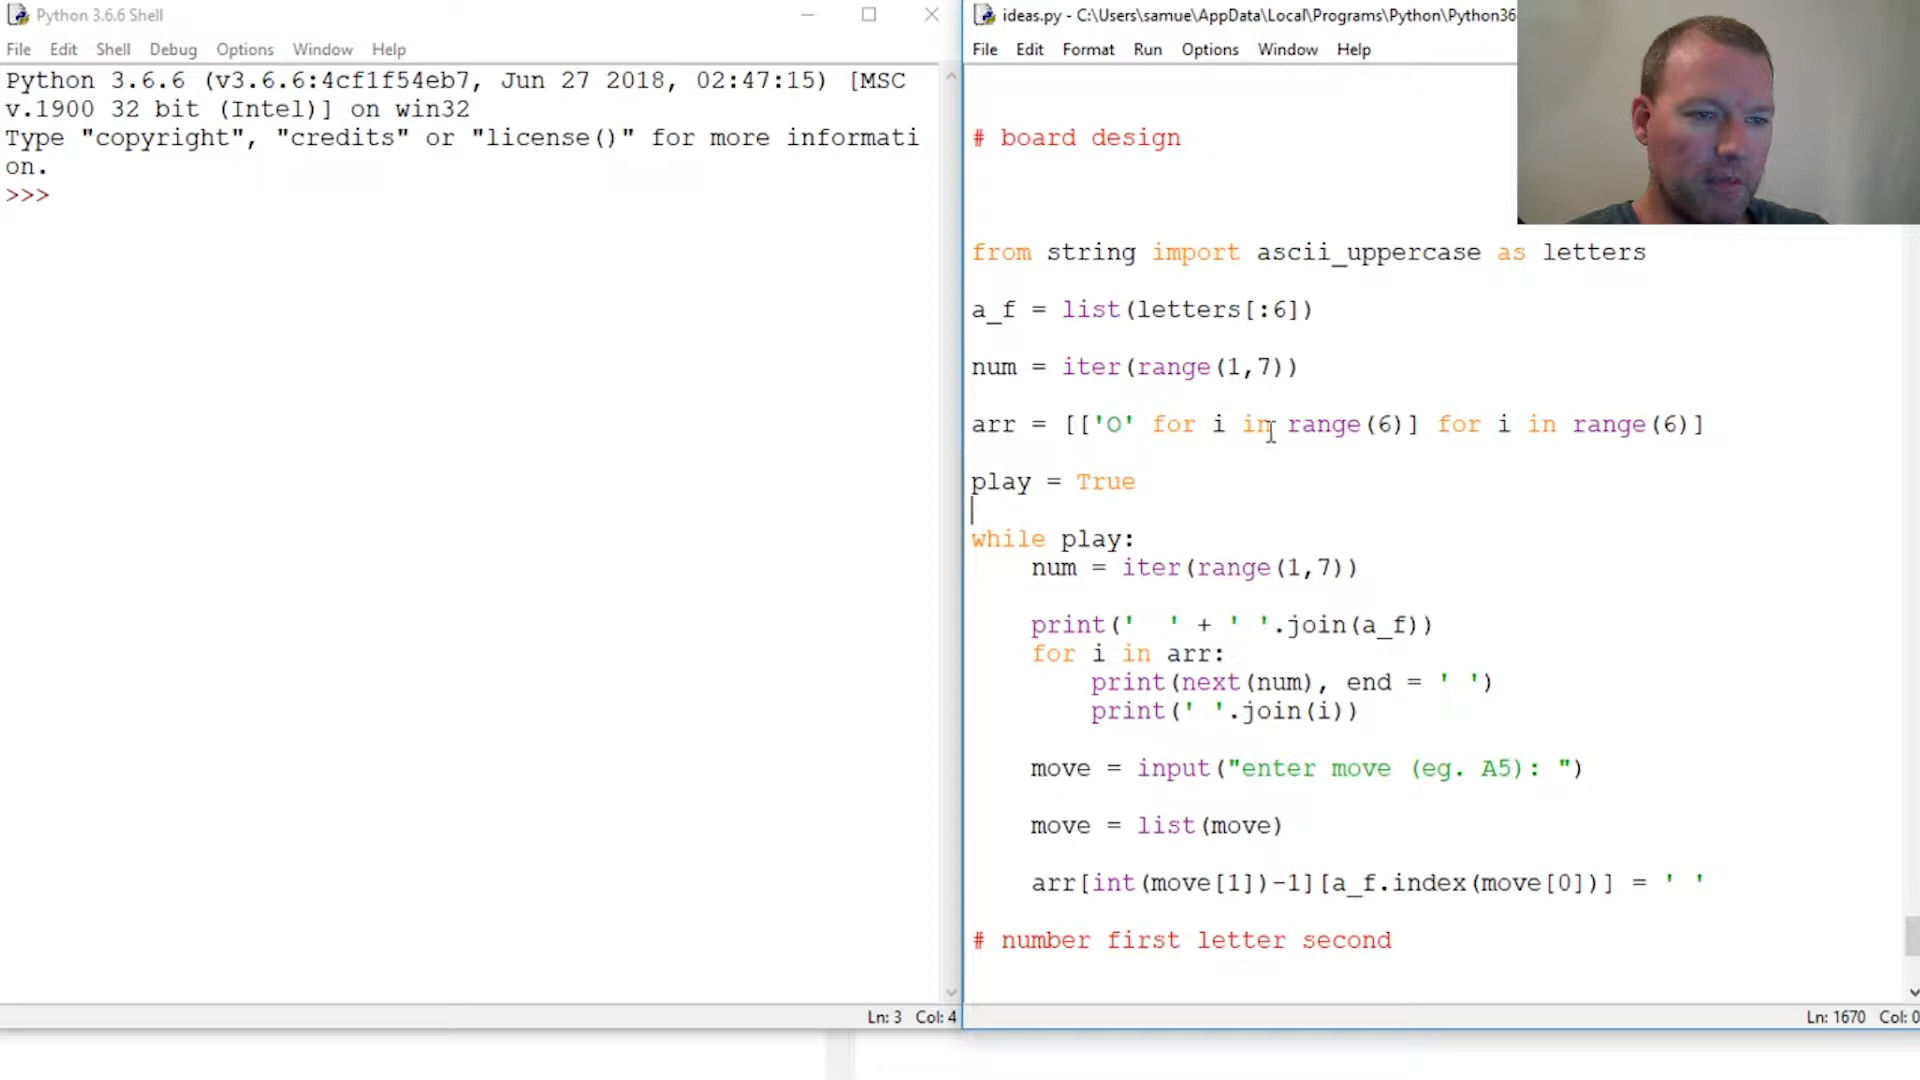 Python 3.6.6 Shell
File Edit Shell Debug Options Window Help
Python 3.6.6 (v3.6.6:4cf1f54eb7, Jun 27 2018, 02:47:15) [MSC
v.1900 32 bit (Intel)] on win32
Type "copyright", "credits" or "license()" for more informati
on.
>>>
Ln: 3 Col: 4
ideas.py - C:\Users\samue\AppData\Local\Programs\Python\Python36
File Edit Format Run Options Window Help
# board design
from string import ascii_uppercase as letters
a_f = list(letters[:6])
num = iter(range(1,7))
arr = [['O' for i in range(6)] for i in range(6)]
play = True
while play:
    num = iter(range(1,7))
    print('  ' + ' '.join(a_f))
    for i in arr:
        print(next(num), end = ' ')
        print(' '.join(i))
    move = input("enter move (eg. A5): ")
    move = list(move)
    arr[int(move[1])-1][a_f.index(move[0])] = ' '
# number first letter second
Ln: 1670 Col: 0